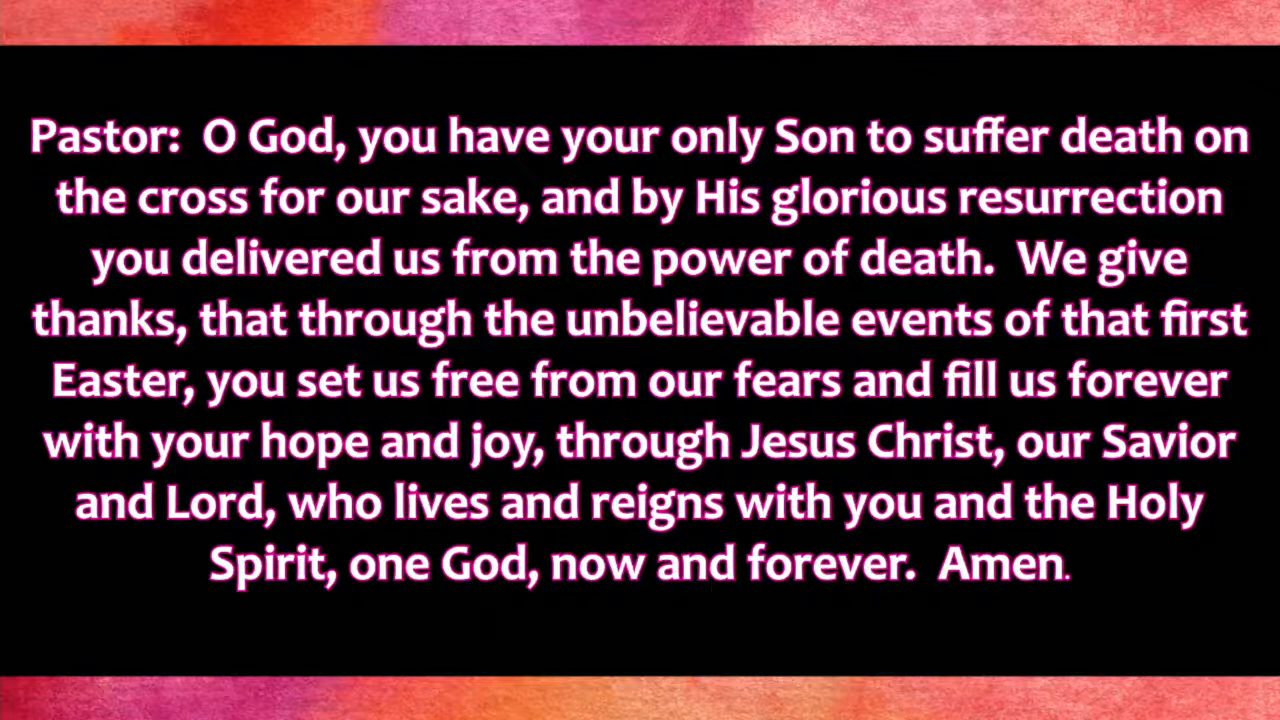 Pastor:  O God, you have your only Son to suffer death on
the cross for our sake, and by His glorious resurrection
you delivered us from the power of death.  We give
thanks, that through the unbelievable events of that first
Easter, you set us free from our fears and fill us forever
with your hope and joy, through Jesus Christ, our Savior
and Lord, who lives and reigns with you and the Holy
Spirit, one God, now and forever.  Amen.